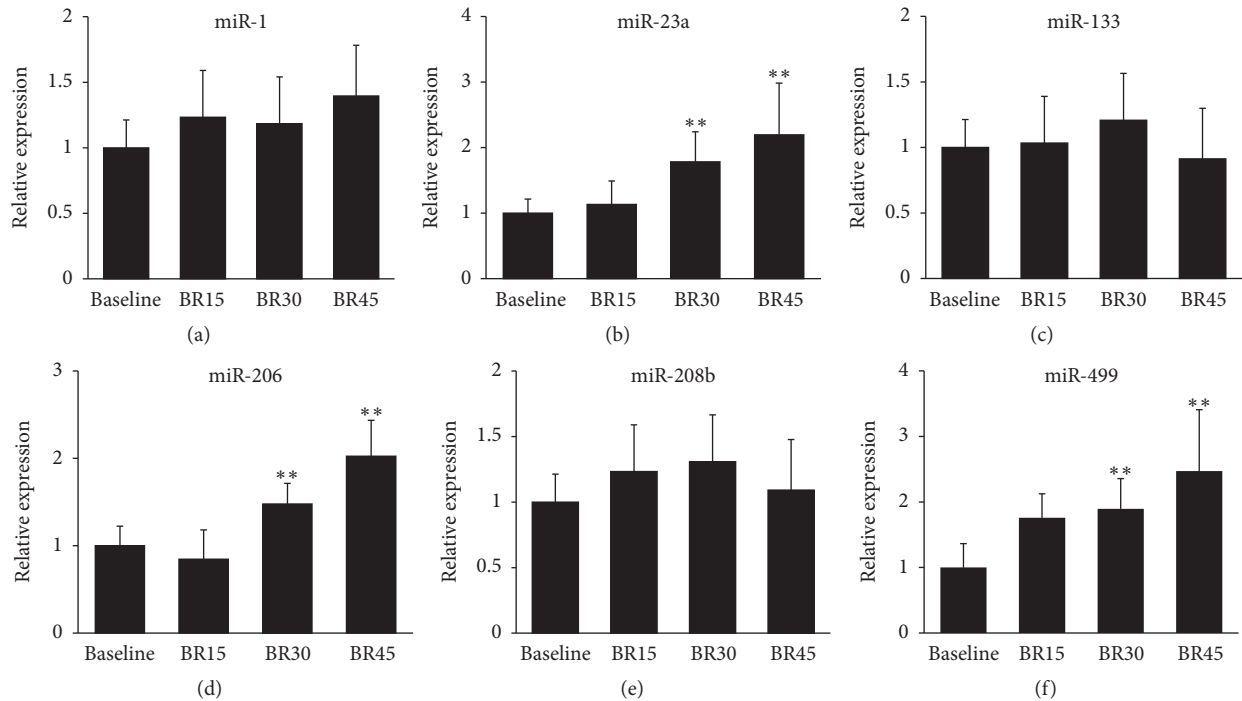 miR-1
Relative expression
2
1.5
1
0.5
0
Baseline BR15 BR30 BR45
(a)
miR-23a
Relative expression
4
3
2
1
0
**
**
Baseline BR15 BR30 BR45
(b)
miR-133
Relative expression
2
1.5
1
0.5
0
Baseline BR15 BR30 BR45
(c)
miR-206
Relative expression
3
2
1
0
**
**
Baseline BR15 BR30 BR45
(d)
miR-208b
Relative expression
2
1.5
1
0.5
0
Baseline BR15 BR30 BR45
(e)
miR-499
Relative expression
4
3
2
1
0
**
**
Baseline BR15 BR30 BR45
(f)